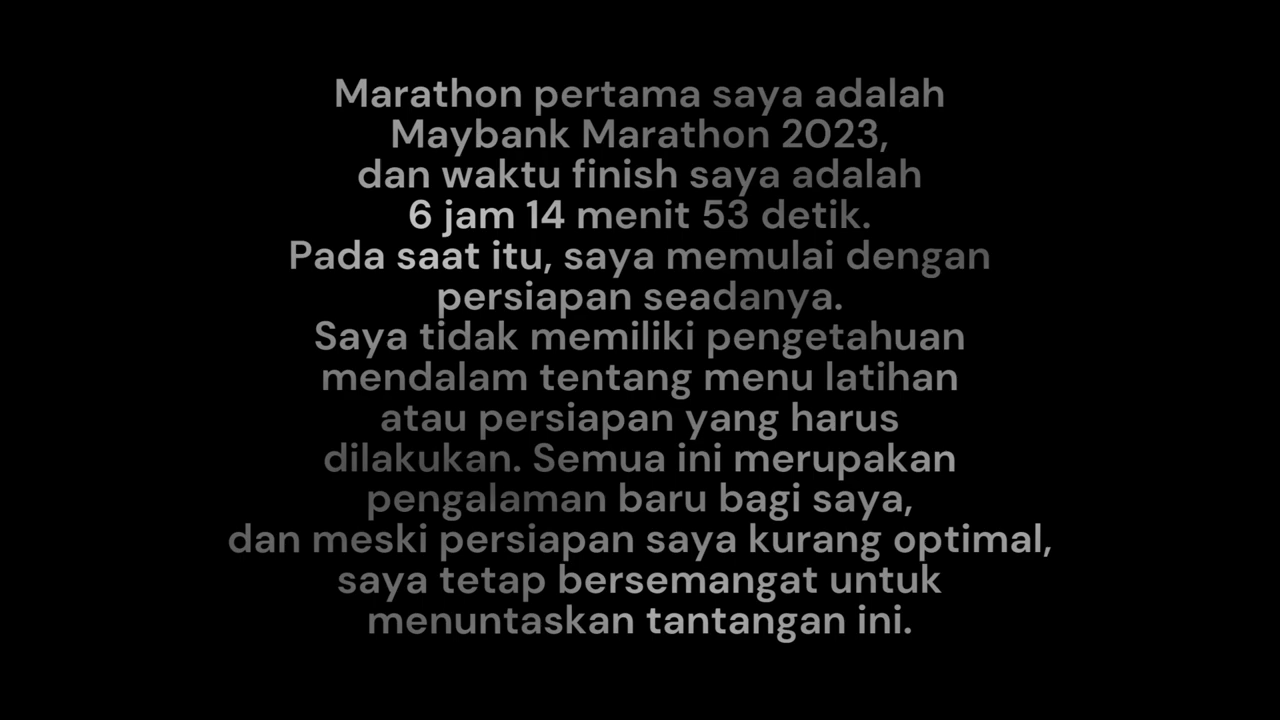 Marathon pertama saya adalah
Maybank Marathon 2023,
dan waktu finish saya adalah
6 jam 14 menit 53 detik.
Pada saat itu, saya memulai dengan
persiapan seadanya.
Saya tidak memiliki pengetahuan
mendalam tentang menu latihan
atau persiapan yang harus
dilakukan. Semua ini merupakan
pengalaman baru bagi saya,
dan meski persiapan saya kurang optimal,
saya tetap bersemangat untuk
menuntaskan tantangan ini.